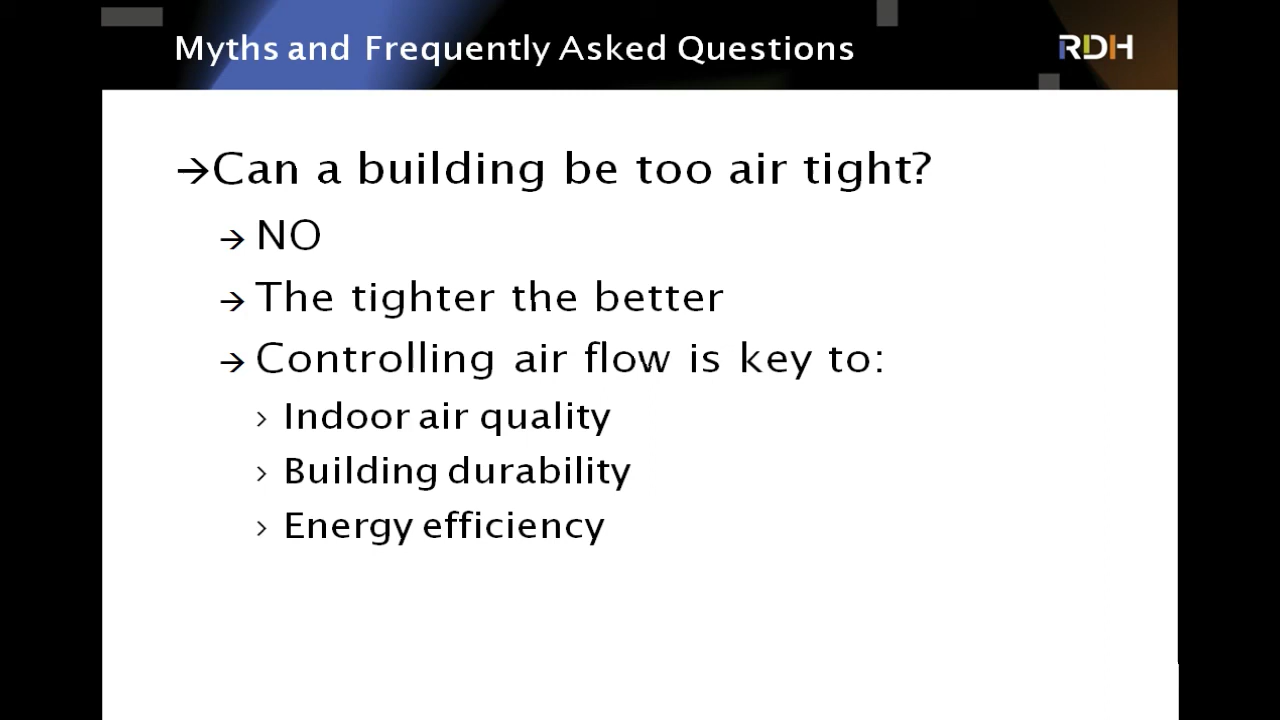 Myths and Frequently Asked Questions
RDH
→Can a building be too air tight?
→ NO
→ The tighter the better
→ Controlling air flow is key to:
› Indoor air quality
› Building durability
› Energy efficiency